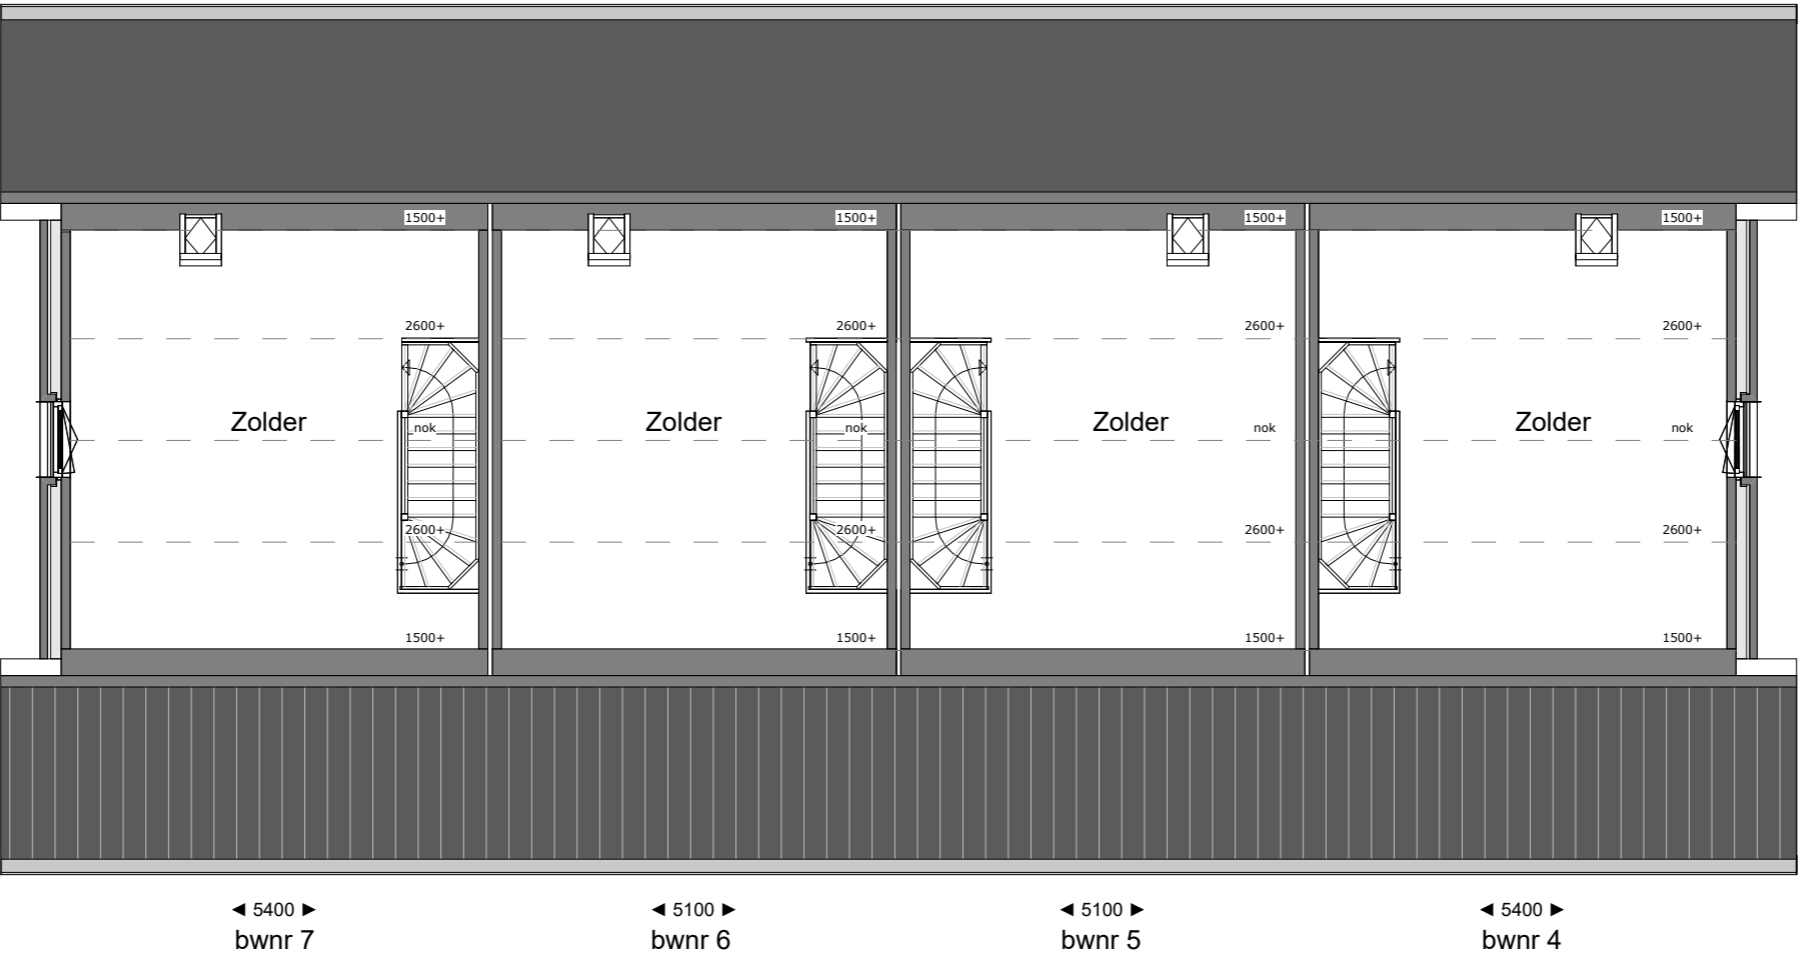 1500+ 1500+ 1500+ 1500+
2600+ 2600+ 2600+ 2600+
Zolder Zolder Zolder Zolder
nok nok nok nok
2600+ 2600+ 2600+ 2600+
1500+ 1500+ 1500+ 1500+
◄ 5400 ► ◄ 5100 ► ◄ 5100 ► ◄ 5400 ►
bwnr 7 bwnr 6 bwnr 5 bwnr 4